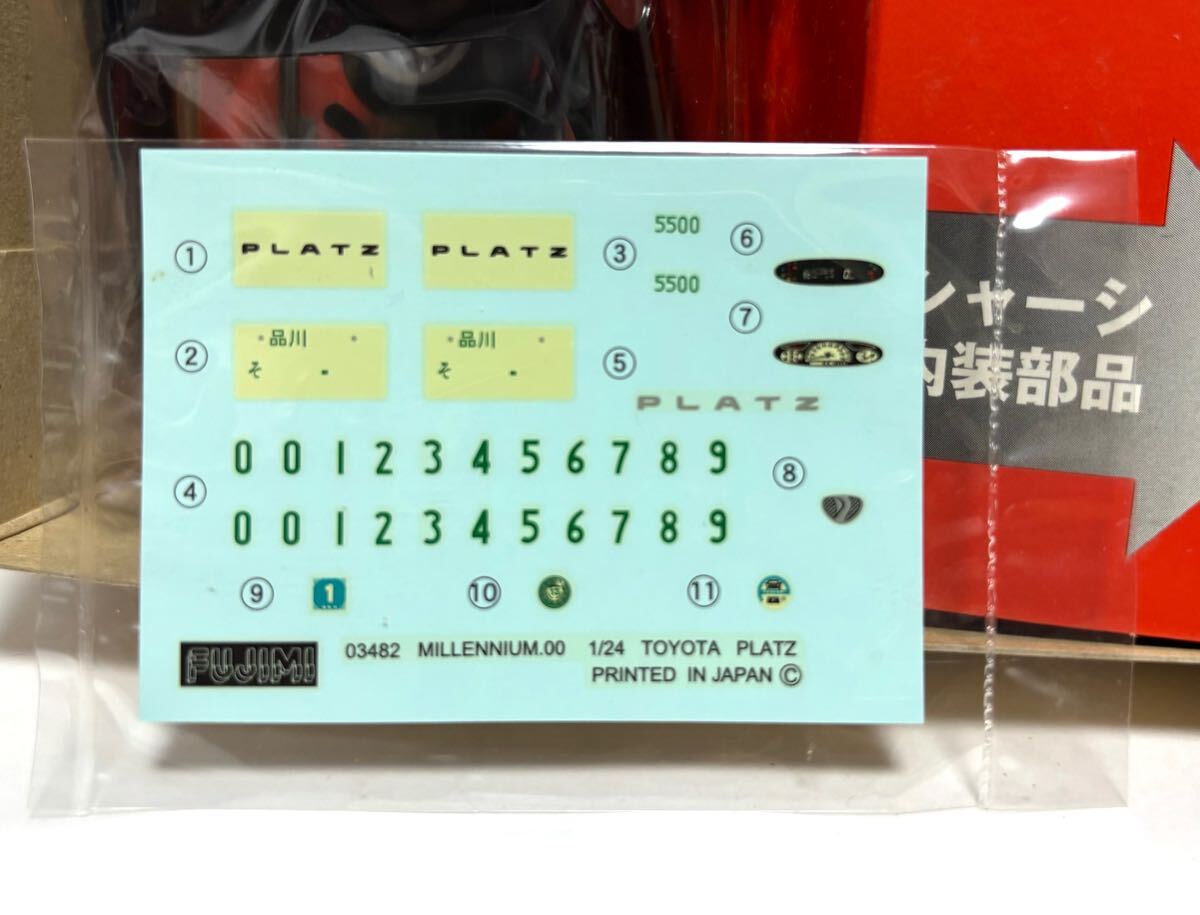 ① PLATZ PLATZ ③ 5500 ⑥
5500
② 品川 品川 ⑤ ⑦
そ - そ -
PLATZ
④ 0 0 1 2 3 4 5 6 7 8 9 ⑧
0 0 1 2 3 4 5 6 7 8 9
⑨ 1 ⑩ ⑪
FUJIMI 03482 MILLENNIUM.00 1/24 TOYOTA PLATZ
PRINTED IN JAPAN ©
シャーシ
内装部品